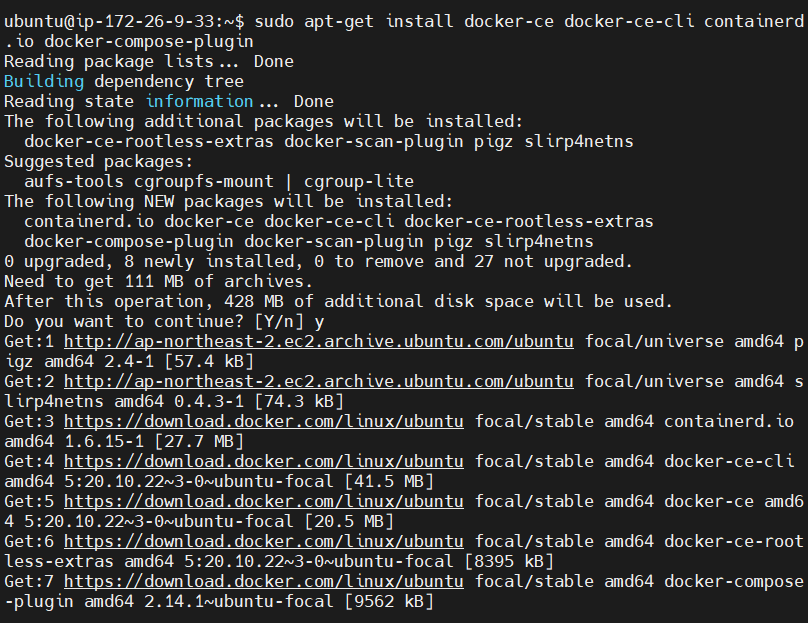 ubuntu@ip-172-26-9-33:~$ sudo apt-get install docker-ce docker-ce-cli containerd
.io docker-compose-plugin
Reading package lists... Done
Building dependency tree
Reading state information... Done
The following additional packages will be installed:
  docker-ce-rootless-extras docker-scan-plugin pigz slirp4netns
Suggested packages:
  aufs-tools cgroupfs-mount | cgroup-lite
The following NEW packages will be installed:
  containerd.io docker-ce docker-ce-cli docker-ce-rootless-extras
  docker-compose-plugin docker-scan-plugin pigz slirp4netns
0 upgraded, 8 newly installed, 0 to remove and 27 not upgraded.
Need to get 111 MB of archives.
After this operation, 428 MB of additional disk space will be used.
Do you want to continue? [Y/n] y
Get:1 http://ap-northeast-2.ec2.archive.ubuntu.com/ubuntu focal/universe amd64 p
igz amd64 2.4-1 [57.4 kB]
Get:2 http://ap-northeast-2.ec2.archive.ubuntu.com/ubuntu focal/universe amd64 s
lirp4netns amd64 0.4.3-1 [74.3 kB]
Get:3 https://download.docker.com/linux/ubuntu focal/stable amd64 containerd.io
amd64 1.6.15-1 [27.7 MB]
Get:4 https://download.docker.com/linux/ubuntu focal/stable amd64 docker-ce-cli
amd64 5:20.10.22~3-0~ubuntu-focal [41.5 MB]
Get:5 https://download.docker.com/linux/ubuntu focal/stable amd64 docker-ce amd6
4 5:20.10.22~3-0~ubuntu-focal [20.5 MB]
Get:6 https://download.docker.com/linux/ubuntu focal/stable amd64 docker-ce-root
less-extras amd64 5:20.10.22~3-0~ubuntu-focal [8395 kB]
Get:7 https://download.docker.com/linux/ubuntu focal/stable amd64 docker-compose
-plugin amd64 2.14.1~ubuntu-focal [9562 kB]